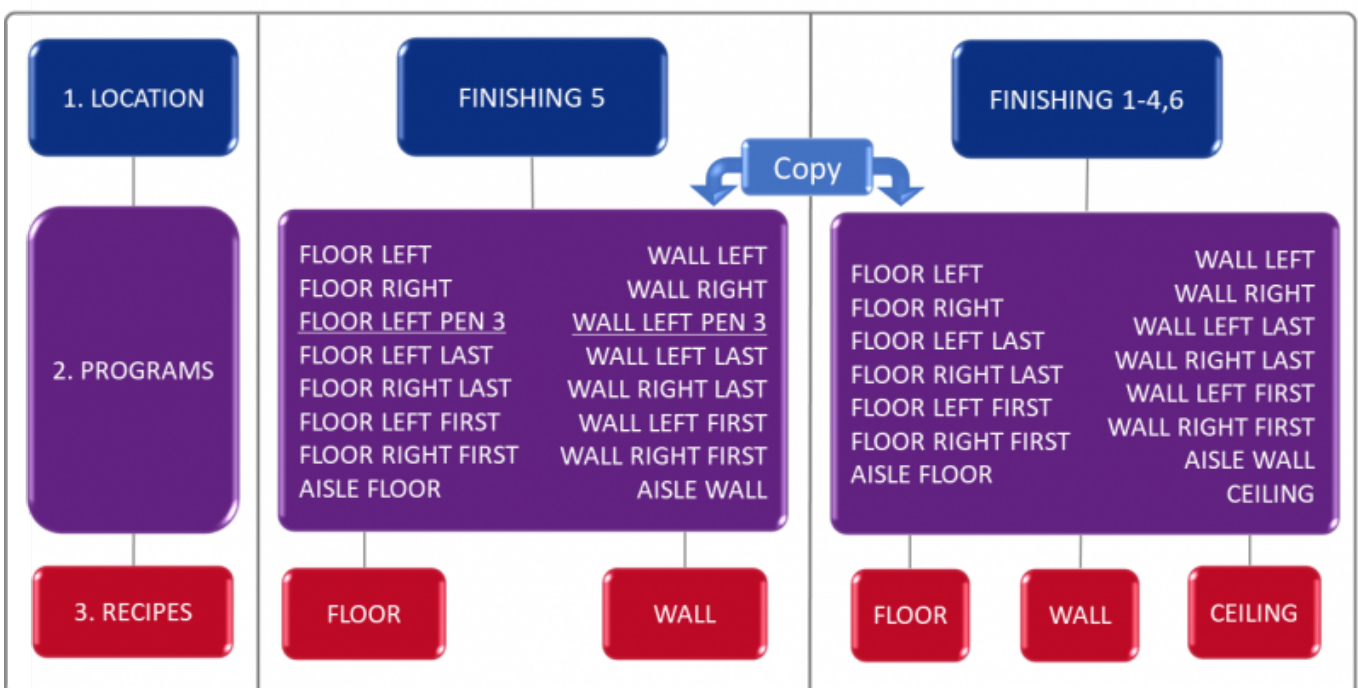 1. LOCATION
FINISHING 5
FINISHING 1-4,6
Copy
2. PROGRAMS
FLOOR LEFT
FLOOR RIGHT
FLOOR LEFT PEN 3
FLOOR LEFT LAST
FLOOR RIGHT LAST
FLOOR LEFT FIRST
FLOOR RIGHT FIRST
AISLE FLOOR
WALL LEFT
WALL RIGHT
WALL LEFT PEN 3
WALL LEFT LAST
WALL RIGHT LAST
WALL LEFT FIRST
WALL RIGHT FIRST
AISLE WALL
FLOOR LEFT
FLOOR RIGHT
FLOOR LEFT LAST
FLOOR RIGHT LAST
FLOOR LEFT FIRST
FLOOR RIGHT FIRST
AISLE FLOOR
WALL LEFT
WALL RIGHT
WALL LEFT LAST
WALL RIGHT LAST
WALL LEFT FIRST
WALL RIGHT FIRST
AISLE WALL
CEILING
3. RECIPES
FLOOR
WALL
FLOOR
WALL
CEILING